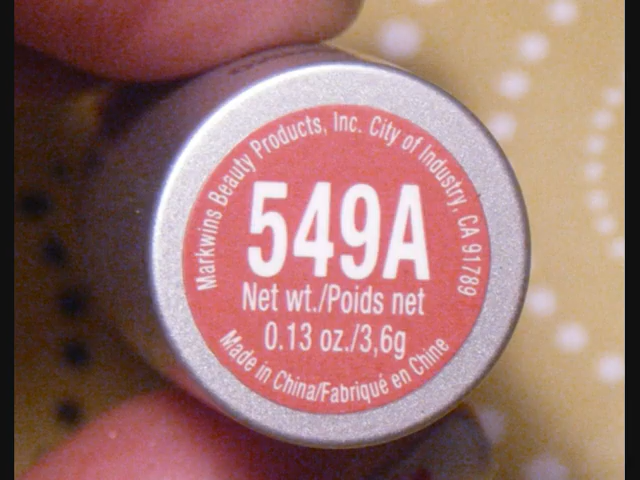 Markwins Beauty Products, Inc. City of Industry, CA 91789
549A
Net wt./Poids net
0.13 oz./3,6g
Made in China/Fabriqué en Chine